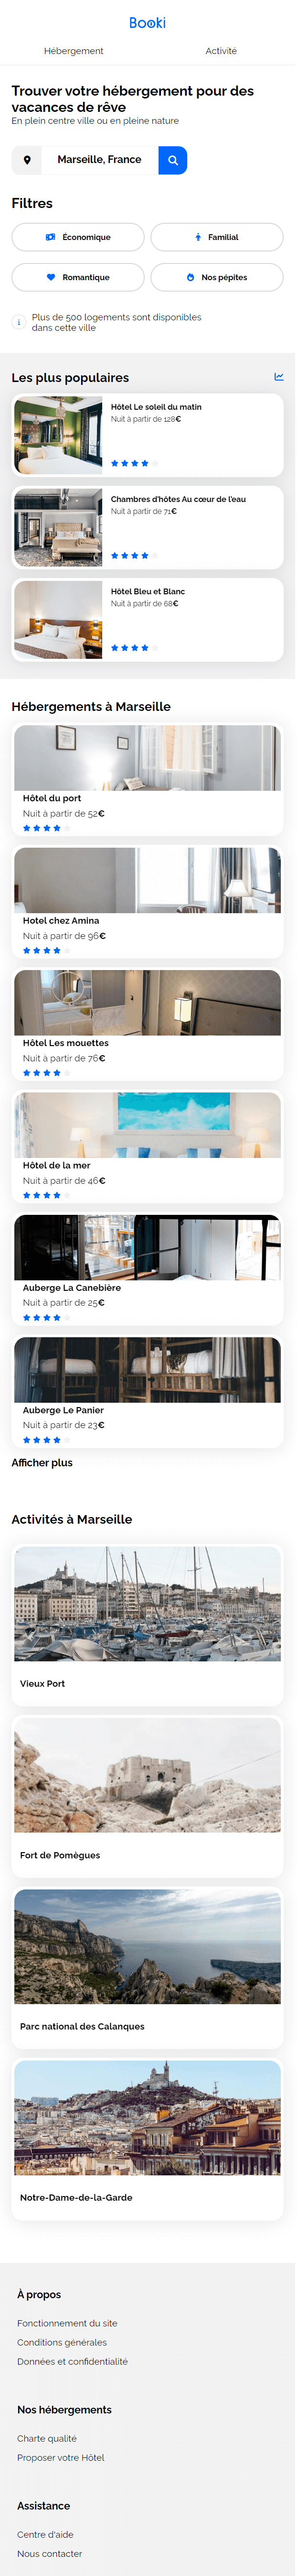 Booki
Hébergement
Activité
Trouver votre hébergement pour des
vacances de rêve
En plein centre ville ou en pleine nature
Marseille, France
Filtres
Économique
Familial
Romantique
Nos pépites
Plus de 500 logements sont disponibles
dans cette ville
Les plus populaires
Hôtel Le soleil du matin
Nuit à partir de 128€
Chambres d'hôtes Au cœur de l'eau
Nuit à partir de 71€
Hôtel Bleu et Blanc
Nuit à partir de 68€
Hébergements à Marseille
Hôtel du port
Nuit à partir de 52€
Hotel chez Amina
Nuit à partir de 96€
Hôtel Les mouettes
Nuit à partir de 76€
Hôtel de la mer
Nuit à partir de 46€
Auberge La Canebière
Nuit à partir de 25€
Auberge Le Panier
Nuit à partir de 23€
Afficher plus
Activités à Marseille
Vieux Port
Fort de Pomègues
Parc national des Calanques
Notre-Dame-de-la-Garde
À propos
Fonctionnement du site
Conditions générales
Données et confidentialité
Nos hébergements
Charte qualité
Proposer votre Hôtel
Assistance
Centre d'aide
Nous contacter